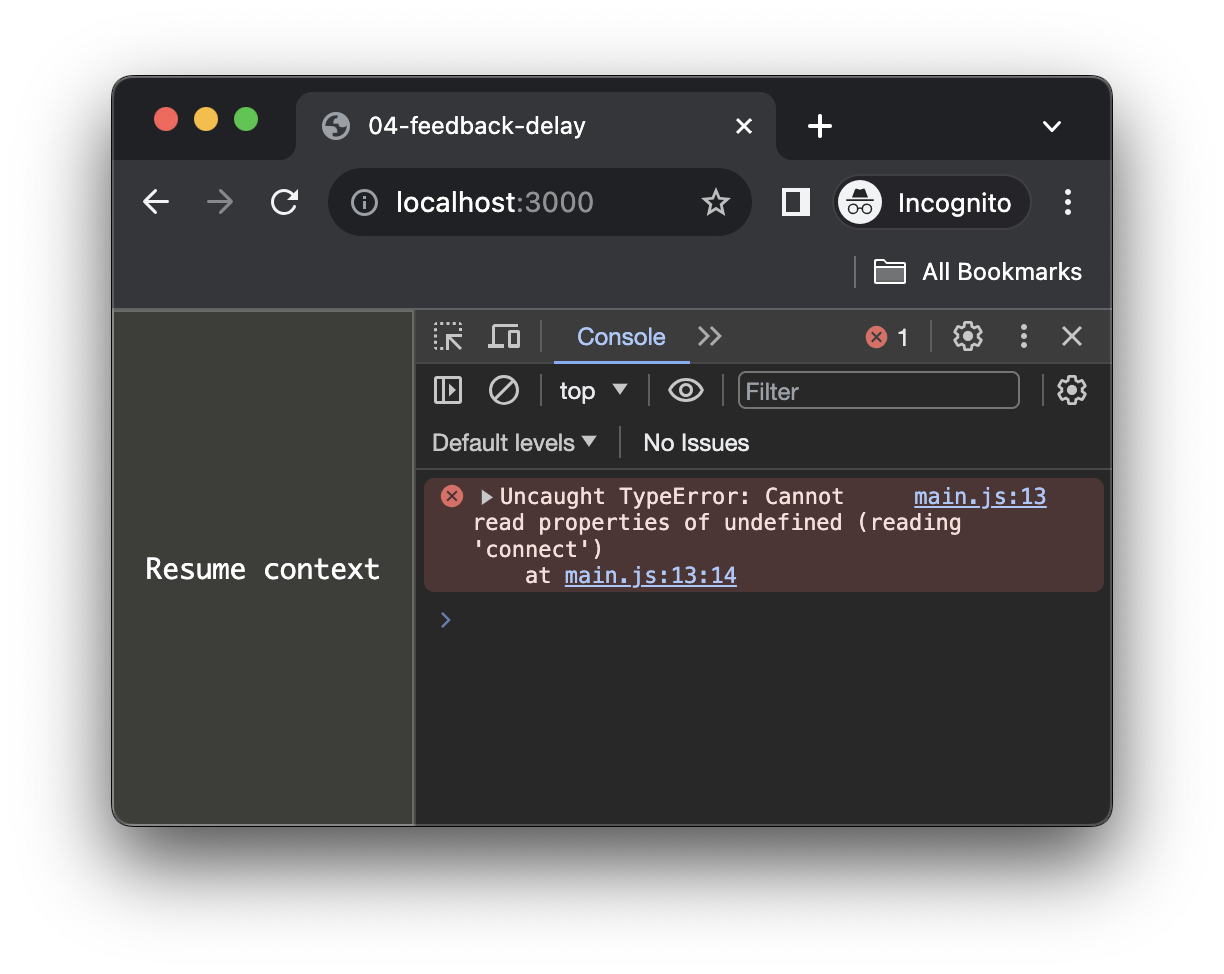 04-feedback-delay
localhost:3000
Incognito
All Bookmarks
Console
1
top
Filter
Default levels
No Issues
Resume context
Uncaught TypeError: Cannot main.js:13
read properties of undefined (reading
'connect')
at main.js:13:14